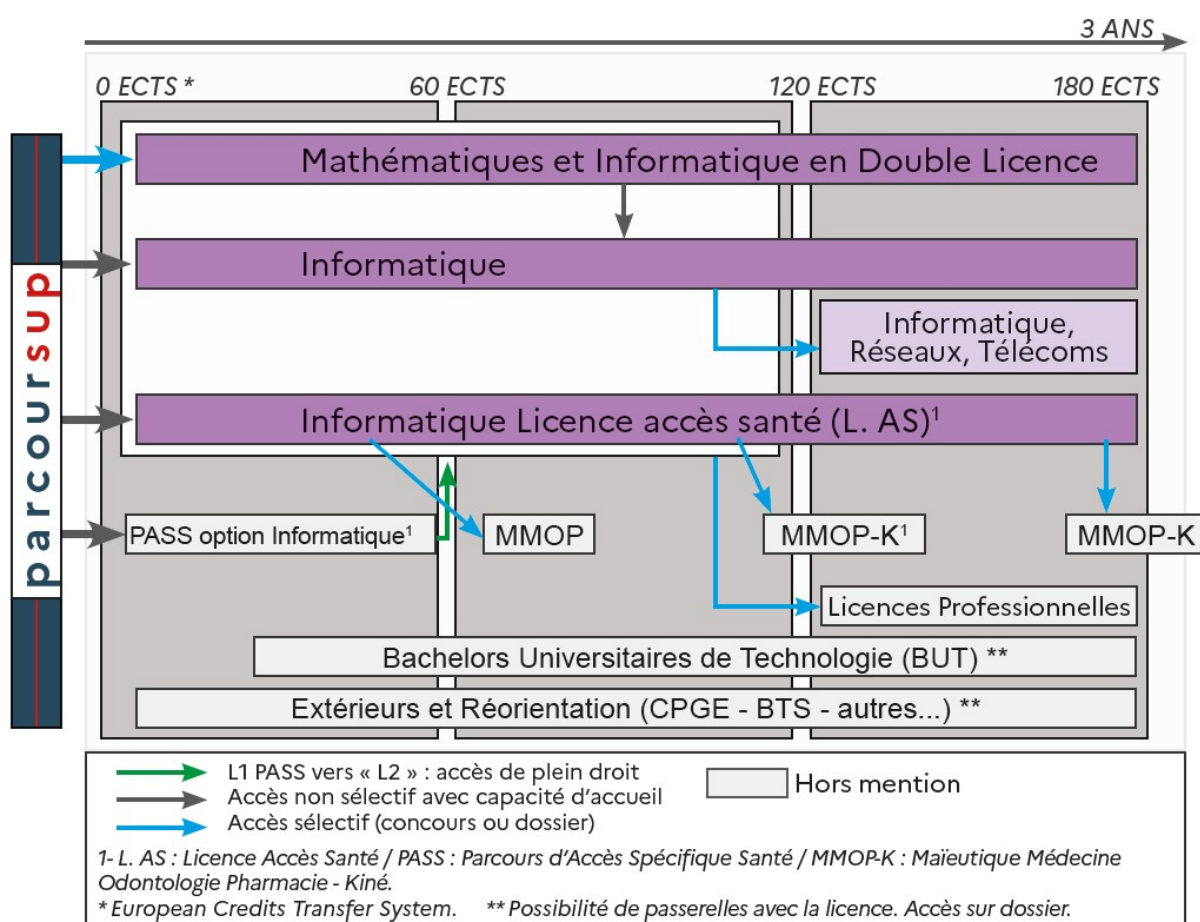 3 ANS
0 ECTS *
60 ECTS
120 ECTS
180 ECTS
parcoursup
Mathématiques et Informatique en Double Licence
Informatique
Informatique,
Réseaux, Télécoms
Informatique Licence accès santé (L. AS)¹
PASS option Informatique¹
MMOP
MMOP-K¹
MMOP-K
Licences Professionnelles
Bachelors Universitaires de Technologie (BUT) **
Extérieurs et Réorientation (CPGE - BTS - autres...) **
L1 PASS vers « L2 » : accès de plein droit
Accès non sélectif avec capacité d'accueil
Accès sélectif (concours ou dossier)
Hors mention
1- L. AS : Licence Accès Santé / PASS : Parcours d'Accès Spécifique Santé / MMOP-K : Maïeutique Médecine
Odontologie Pharmacie - Kiné.
* European Credits Transfer System. ** Possibilité de passerelles avec la licence. Accès sur dossier.